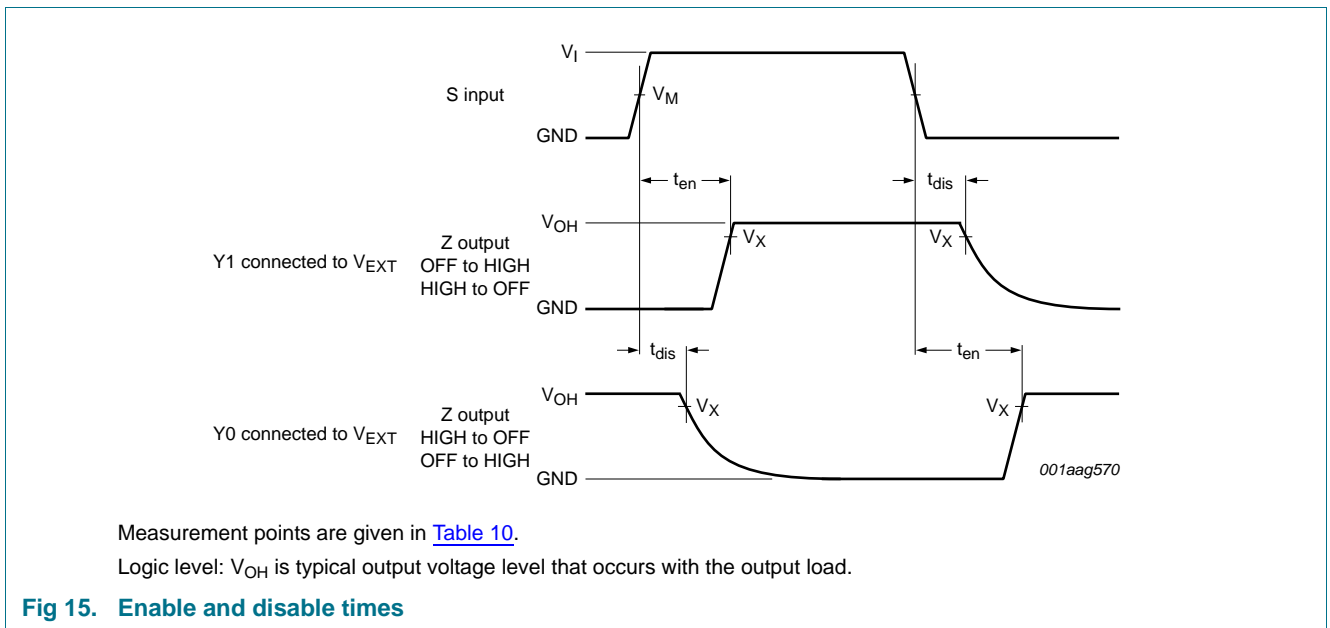 V_I
S input
V_M
GND
t_en
t_dis
V_OH
Y1 connected to V_EXT
Z output
OFF to HIGH
HIGH to OFF
V_X
V_X
GND
t_dis
t_en
V_OH
Y0 connected to V_EXT
Z output
HIGH to OFF
OFF to HIGH
V_X
V_X
GND
001aag570
Measurement points are given in Table 10.
Logic level: V_OH is typical output voltage level that occurs with the output load.
Fig 15. Enable and disable times